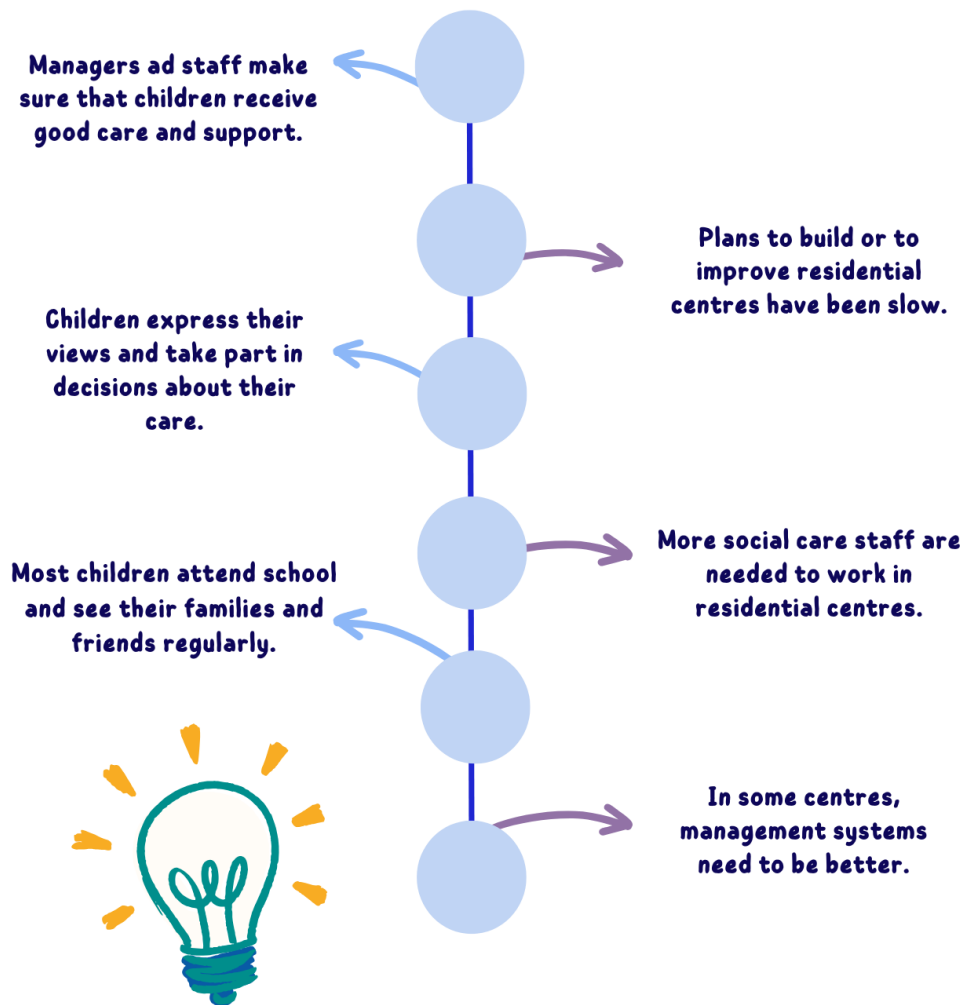 Managers ad staff make
sure that children receive
good care and support.
Plans to build or to
improve residential
centres have been slow.
Children express their
views and take part in
decisions about their
care.
More social care staff are
needed to work in
residential centres.
Most children attend school
and see their families and
friends regularly.
In some centres,
management systems
need to be better.